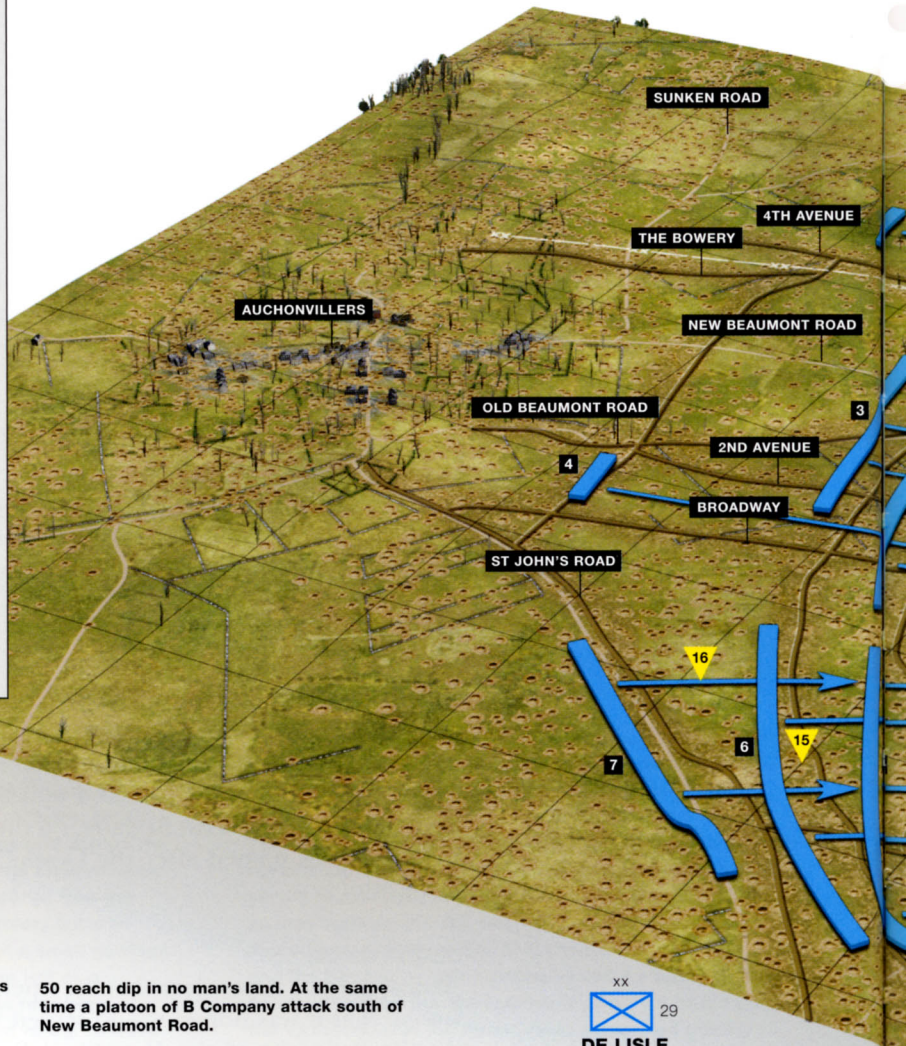 SUNKEN ROAD
4TH AVENUE
XX
THE BOWERY
XX
AUCHONVILLERS
NEW BEAUMONT ROAD
OLD BEAUMONT ROAD
3
2ND AVENUE
4
BROADWAY
ST JOHN'S ROAD
16
15
6
7
s
50 reach dip in no man's land. At the same
time a platoon of B Company attack south of
New Beaumont Road.
XX
29
DE LISLE